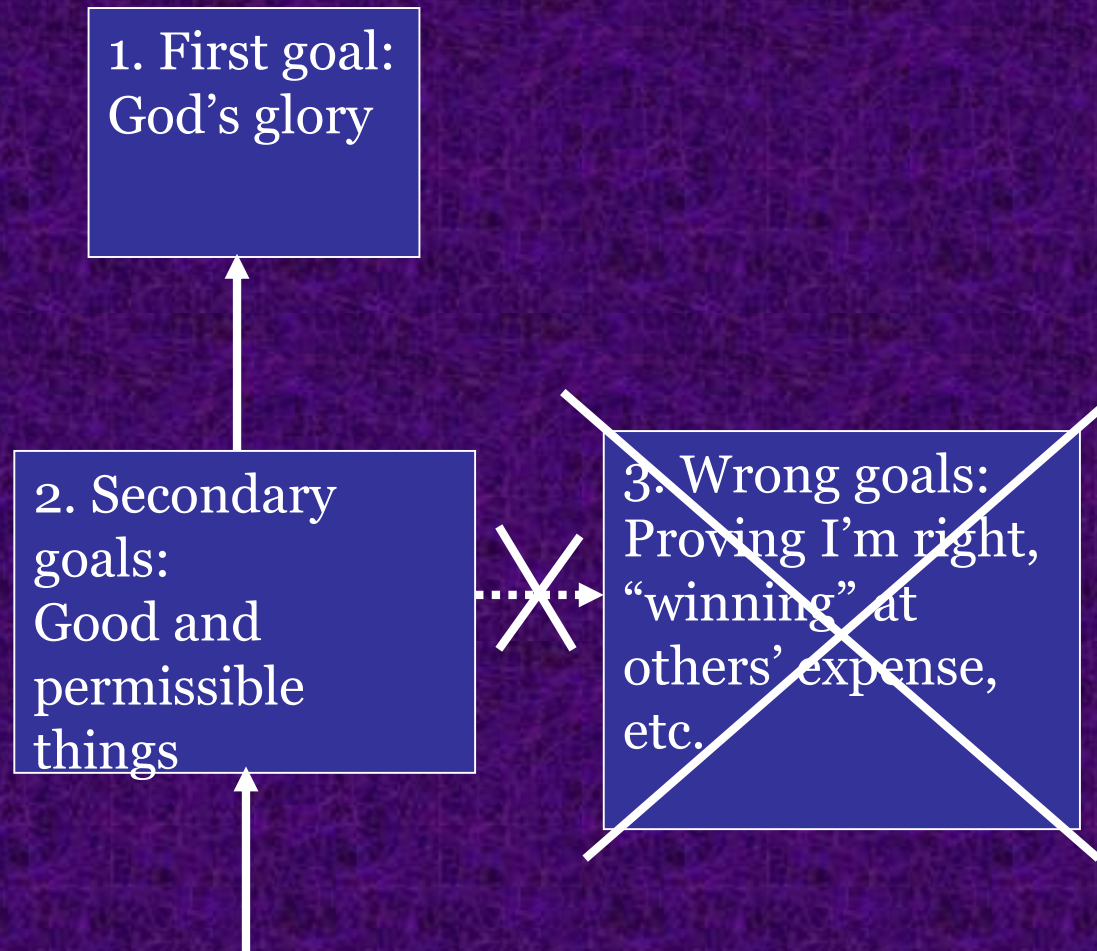 1. First goal:
God’s glory
2. Secondary
goals:
Good and
permissible
things
3. Wrong goals:
Proving I’m right,
“winning” at
others’ expense,
etc.